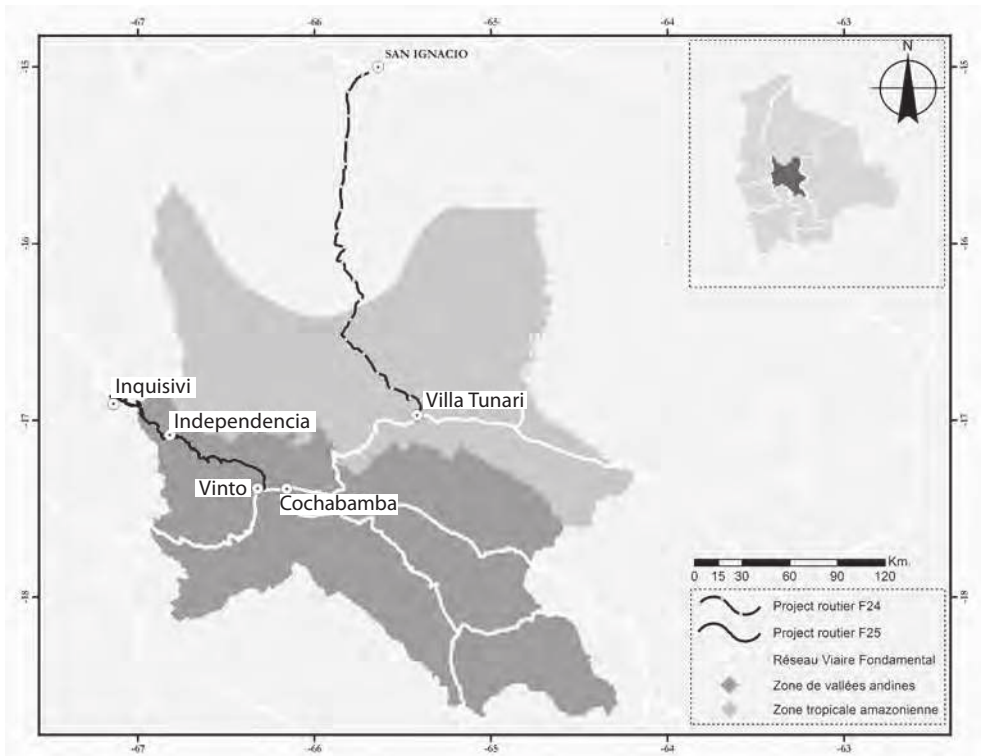 -67
-66
-65
-64
-63
SAN IGNACIO
N
-15
-15
-16
-16
Inquisivi
Villa Tunari
-17
-17
Independencia
Vinto
Cochabamba
Km.
0 15 30 60 90 120
-18
-18
Project routier F24
Project routier F25
Réseau Viaire Fondamental
Zone de vallées andines
Zone tropicale amazonienne
-67
-66
-65
-64
-63